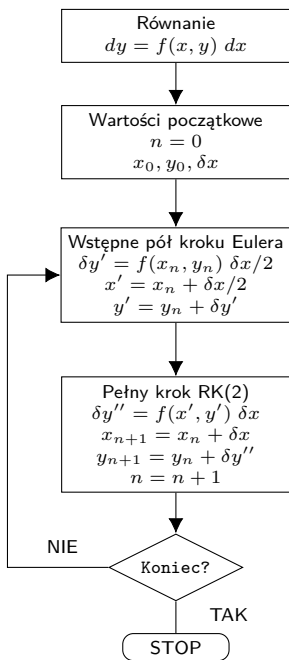 Równanie
dy = f(x, y) dx
Wartości początkowe
n = 0
x₀, y₀, δx
Wstępne pół kroku Eulera
δy′ = f(xₙ, yₙ) δx/2
x′ = xₙ + δx/2
y′ = yₙ + δy′
Pełny krok RK(2)
δy′′ = f(x′, y′) δx
xₙ₊₁ = xₙ + δx
yₙ₊₁ = yₙ + δy′′
n = n + 1
NIE
Koniec?
TAK
STOP